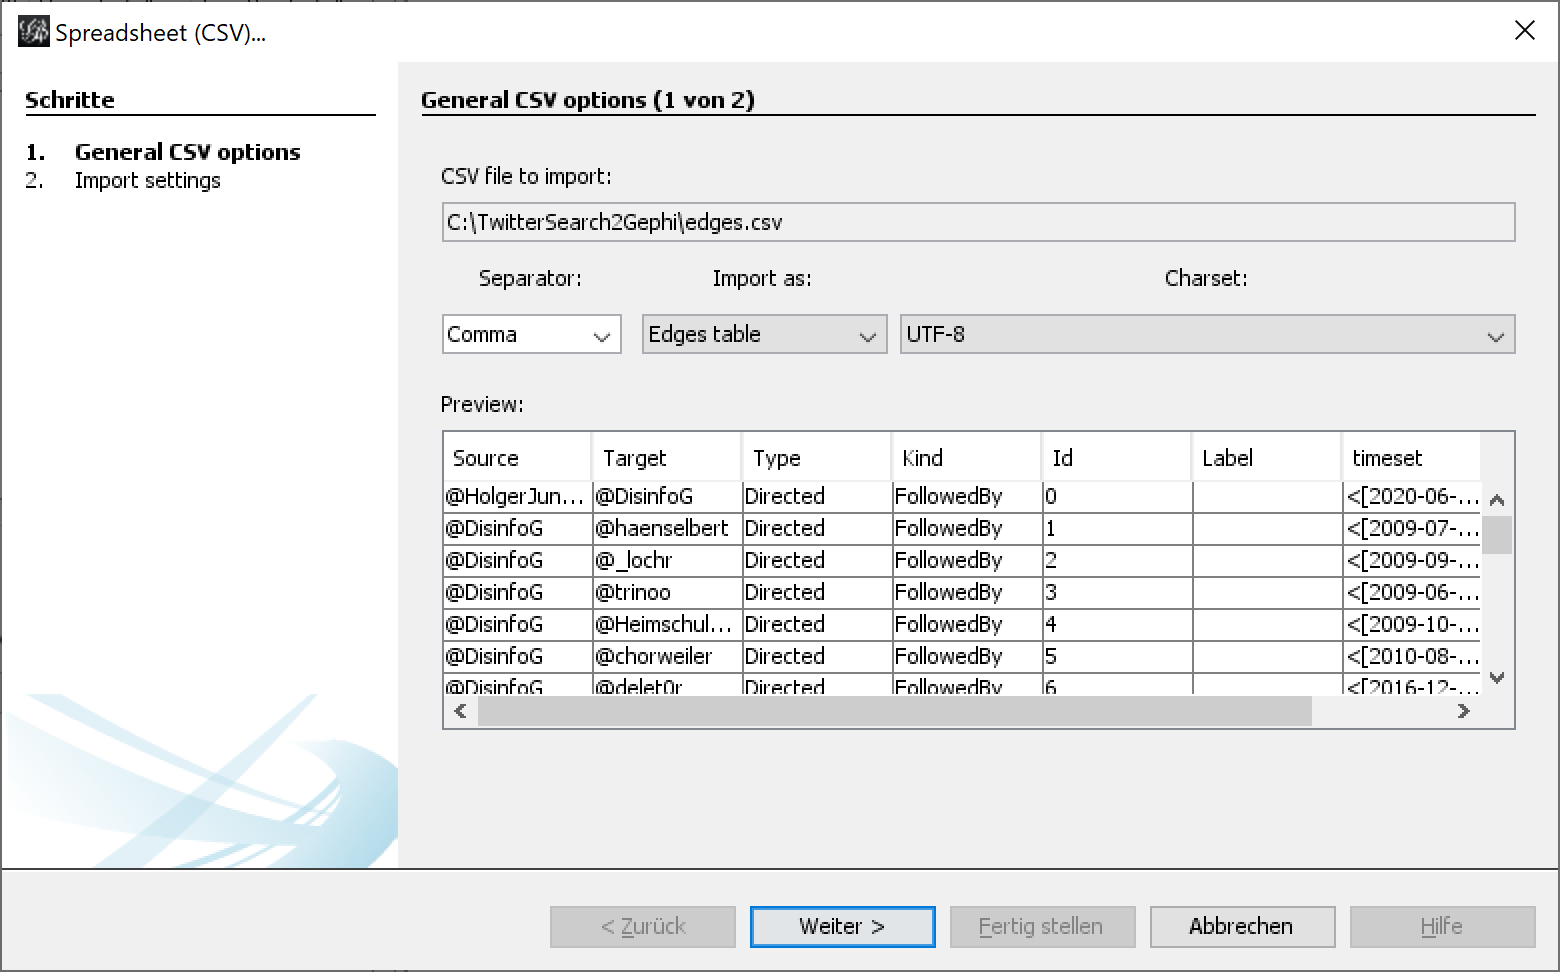 Spreadsheet (CSV)...
Schritte
1. General CSV options
2. Import settings
General CSV options (1 von 2)
CSV file to import:
C:\TwitterSearch2Gephi\edges.csv
Separator: Import as: Charset:
Comma Edges table UTF-8
Preview:
Source Target Type Kind Id Label timeset
@HolgerJun... @DisinfoG Directed FollowedBy 0 <[2020-06-...
@DisinfoG @haenselbert Directed FollowedBy 1 <[2009-07-...
@DisinfoG @_lochr Directed FollowedBy 2 <[2009-09-...
@DisinfoG @trinoo Directed FollowedBy 3 <[2009-06-...
@DisinfoG @Heimschul... Directed FollowedBy 4 <[2009-10-...
@DisinfoG @chorweiler Directed FollowedBy 5 <[2010-08-...
@DisinfoG @delet0r Directed FollowedBy 6 <[2016-12-...
< Zurück Weiter > Fertig stellen Abbrechen Hilfe